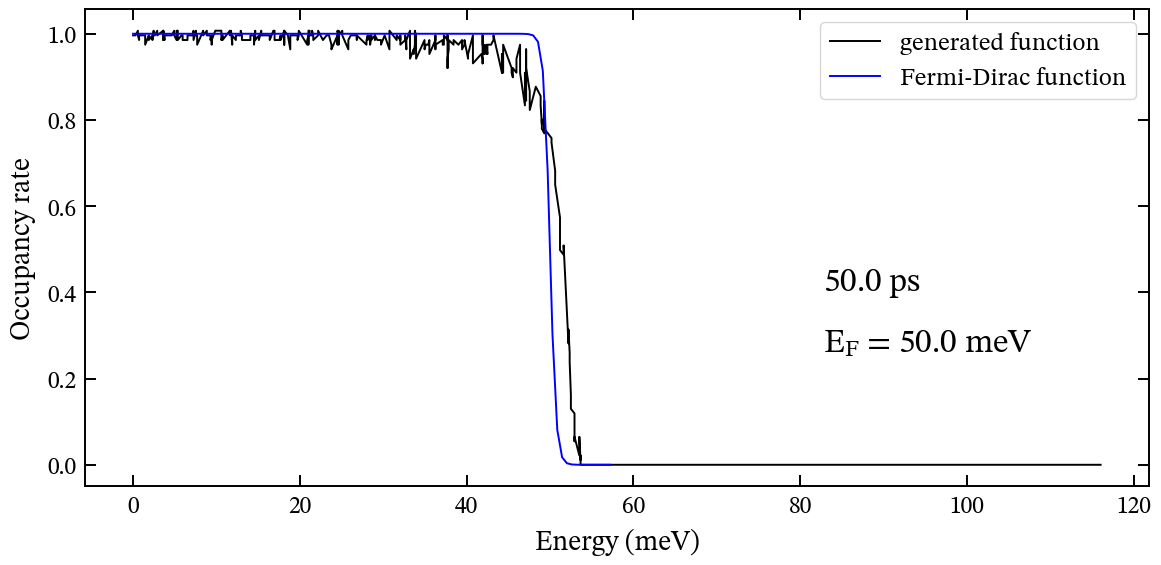 generated function
Fermi-Dirac function
1.0
0.8
0.6
0.4
0.2
0.0
Occupancy rate
50.0 ps
E_F = 50.0 meV
0 20 40 60 80 100 120
Energy (meV)